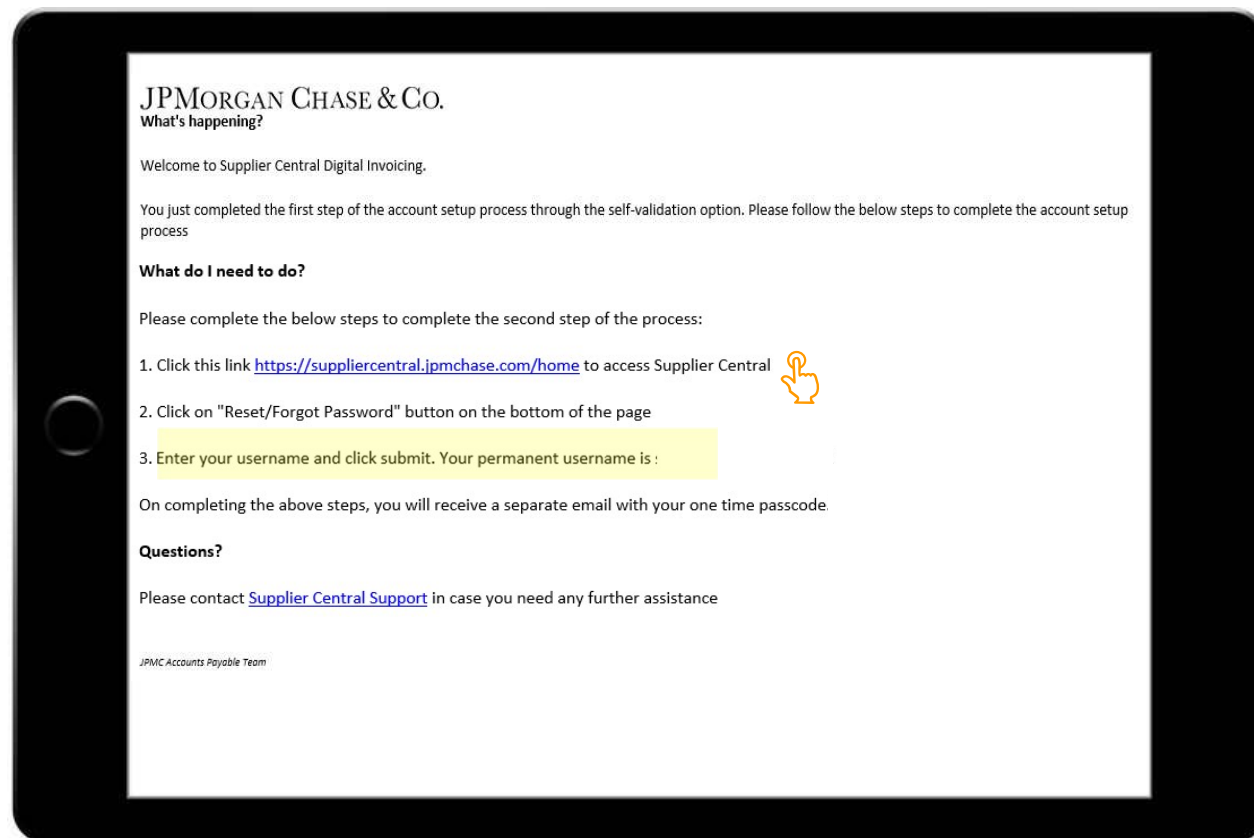 JPMORGAN CHASE & CO.
What's happening?
Welcome to Supplier Central Digital Invoicing.
You just completed the first step of the account setup process through the self-validation option. Please follow the below steps to complete the account setup
process
What do I need to do?
Please complete the below steps to complete the second step of the process:
1. Click this link https://suppliercentral.jpmchase.com/home to access Supplier Central
2. Click on "Reset/Forgot Password" button on the bottom of the page
3. Enter your username and click submit. Your permanent username is :
On completing the above steps, you will receive a separate email with your one time passcode.
Questions?
Please contact Supplier Central Support in case you need any further assistance
JPMC Accounts Payable Team